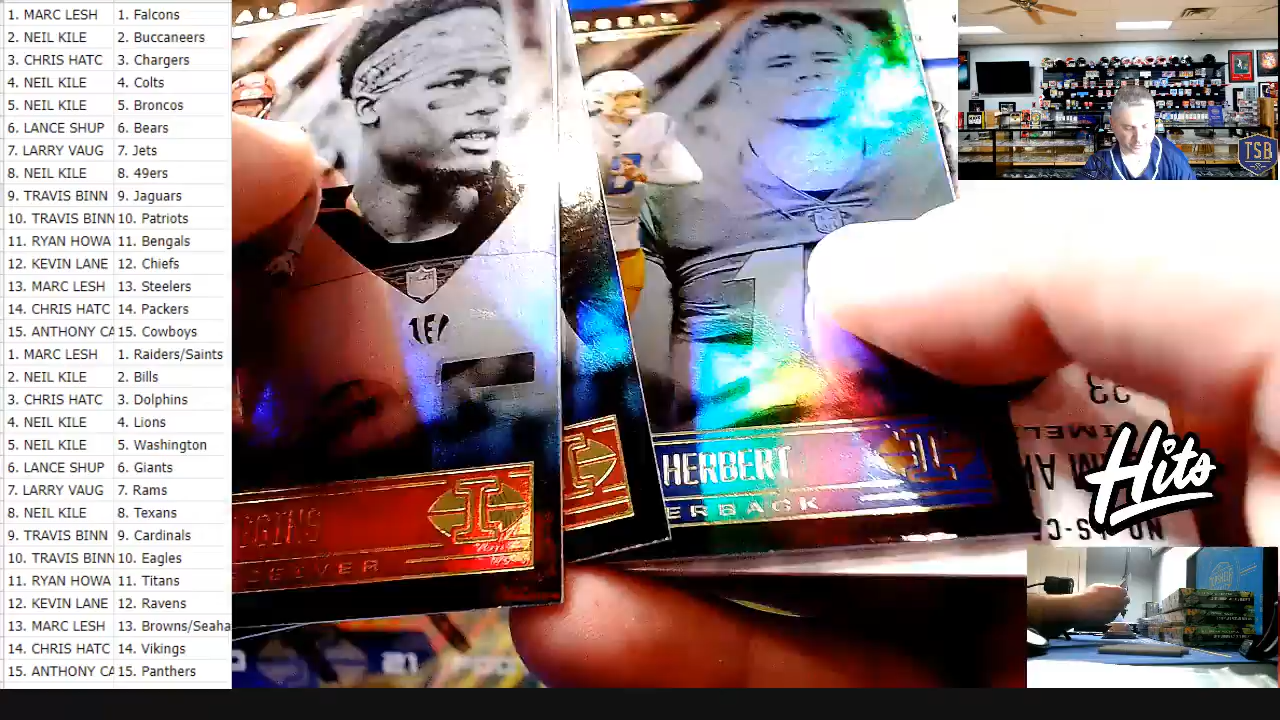 1. MARC LESH 1. Falcons
2. NEIL KILE 2. Buccaneers
3. CHRIS HATC 3. Chargers
4. NEIL KILE 4. Colts
5. NEIL KILE 5. Broncos
6. LANCE SHUP 6. Bears
7. LARRY VAUG 7. Jets
8. NEIL KILE 8. 49ers
9. TRAVIS BINN 9. Jaguars
10. TRAVIS BINN 10. Patriots
11. RYAN HOWA 11. Bengals
12. KEVIN LANE 12. Chiefs
13. MARC LESH 13. Steelers
14. CHRIS HATC 14. Packers
15. ANTHONY CA 15. Cowboys
1. MARC LESH 1. Raiders/Saints
2. NEIL KILE 2. Bills
3. CHRIS HATC 3. Dolphins
4. NEIL KILE 4. Lions
5. NEIL KILE 5. Washington
6. LANCE SHUP 6. Giants
7. LARRY VAUG 7. Rams
8. NEIL KILE 8. Texans
9. TRAVIS BINN 9. Cardinals
10. TRAVIS BINN 10. Eagles
11. RYAN HOWA 11. Titans
12. KEVIN LANE 12. Ravens
13. MARC LESH 13. Browns/Seaha
14. CHRIS HATC 14. Vikings
15. ANTHONY CA 15. Panthers
ALS
HERBERT
ERBACK
GGINS
CEIVER
21
33
Hits
TSB